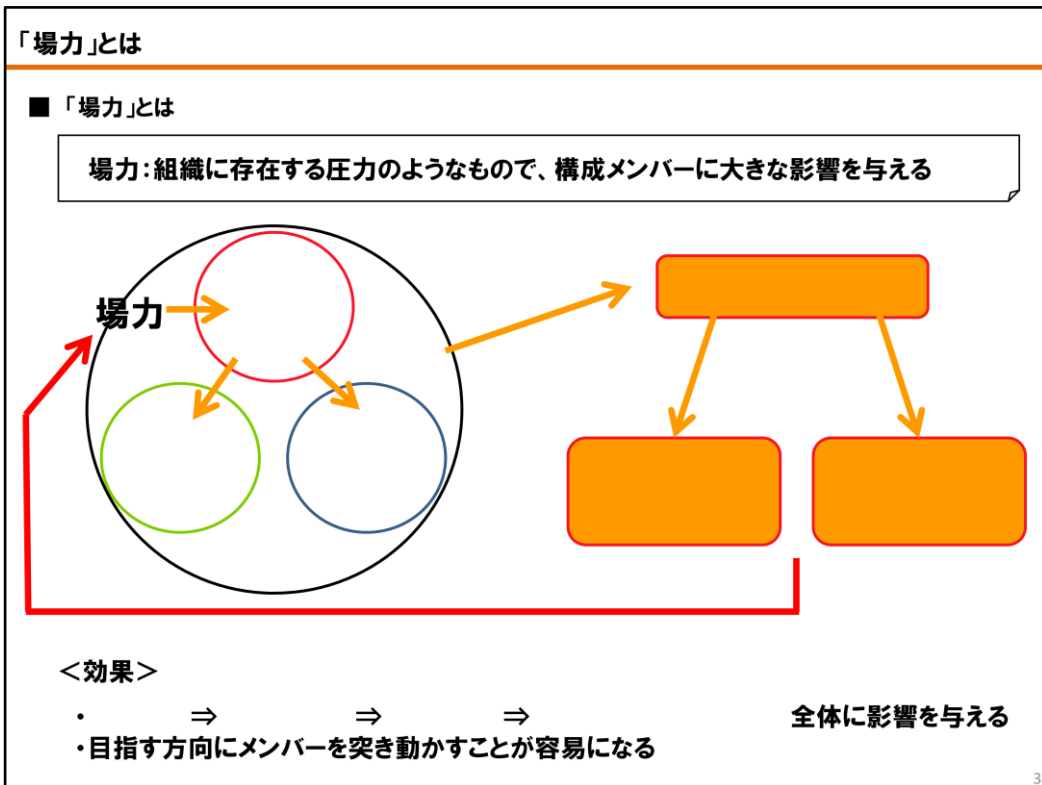 「場力」とは
■ 「場力」とは
場力：組織に存在する圧力のようなもので、構成メンバーに大きな影響を与える
場力
＜効果＞
・ ⇒ ⇒ ⇒ 全体に影響を与える
・目指す方向にメンバーを突き動かすことが容易になる
3